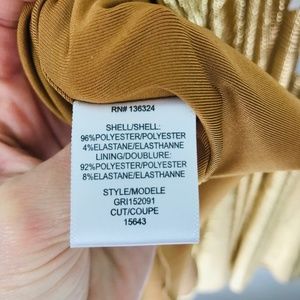 RN# 136324
SHELL/SHELL:
96%POLYESTER/POLYESTER
4%ELASTANE/ELASTHANNE
LINING/DOUBLURE:
92%POLYESTER/POLYESTER
8%ELASTANE/ELASTHANNE
STYLE/MODELE
GRI152091
CUT/COUPE
15643